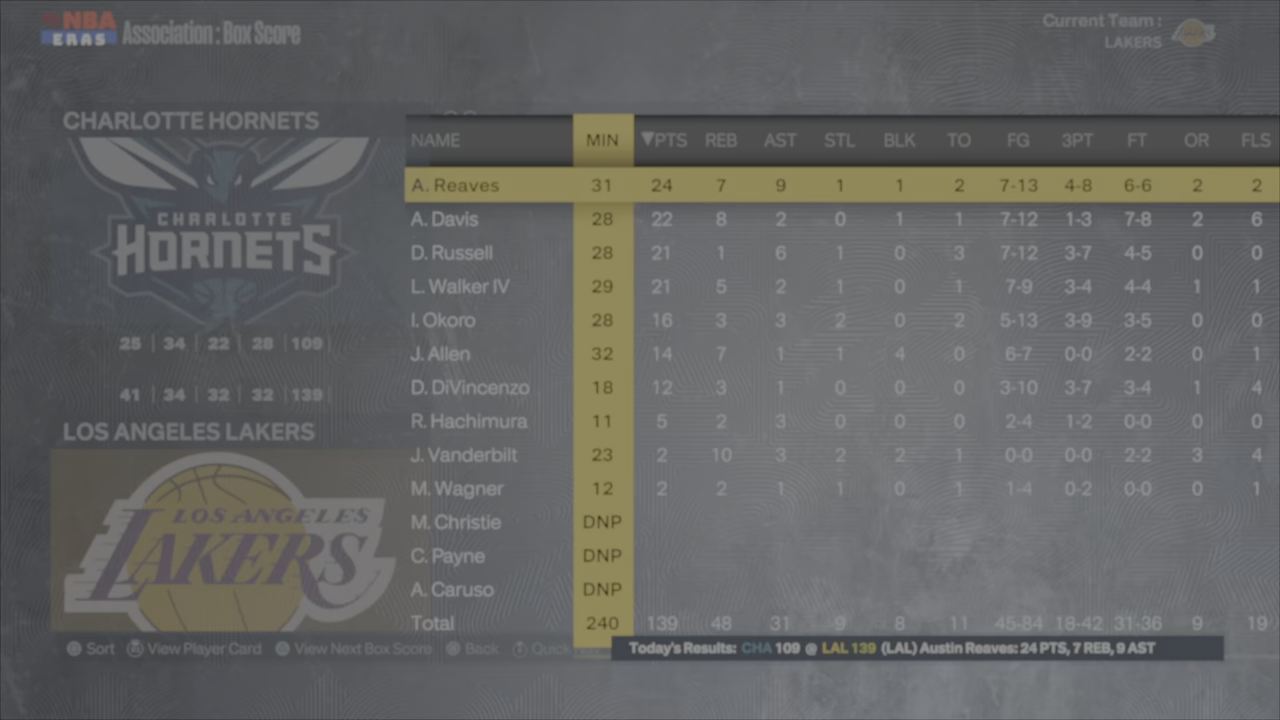 NBA ERAS Association : Box Score
Current Team :
LAKERS
CHARLOTTE HORNETS
CHARLOTTE
HORNETS
25 | 34 | 22 | 28 | 109 |
41 | 34 | 32 | 32 | 139 |
LOS ANGELES LAKERS
LOS ANGELES
LAKERS
NAME MIN ▼PTS REB AST STL BLK TO FG 3PT FT OR FLS
A. Reaves 31 24 7 9 1 1 2 7-13 4-8 6-6 2 2
A. Davis 28 22 8 2 0 1 1 7-12 1-3 7-8 2 6
D. Russell 28 21 1 6 1 0 3 7-12 3-7 4-5 0 0
L. Walker IV 29 21 5 2 1 0 1 7-9 3-4 4-4 1 1
I. Okoro 28 16 3 3 2 0 2 5-13 3-9 3-5 0 0
J. Allen 32 14 7 1 1 4 0 6-7 0-0 2-2 0 1
D. DiVincenzo 18 12 3 1 0 0 0 3-10 3-7 3-4 1 4
R. Hachimura 11 5 2 3 0 0 0 2-4 1-2 0-0 0 0
J. Vanderbilt 23 2 10 3 2 2 1 0-0 0-0 2-2 3 4
M. Wagner 12 2 2 1 1 0 1 1-4 0-2 0-0 0 1
M. Christie DNP
C. Payne DNP
A. Caruso DNP
Total 240 139 48 31 9 8 11 45-84 18-42 31-36 9 19
Sort View Player Card View Next Box Score Back Quick
Today's Results: CHA 109 @ LAL 139 (LAL) Austin Reaves: 24 PTS, 7 REB, 9 AST